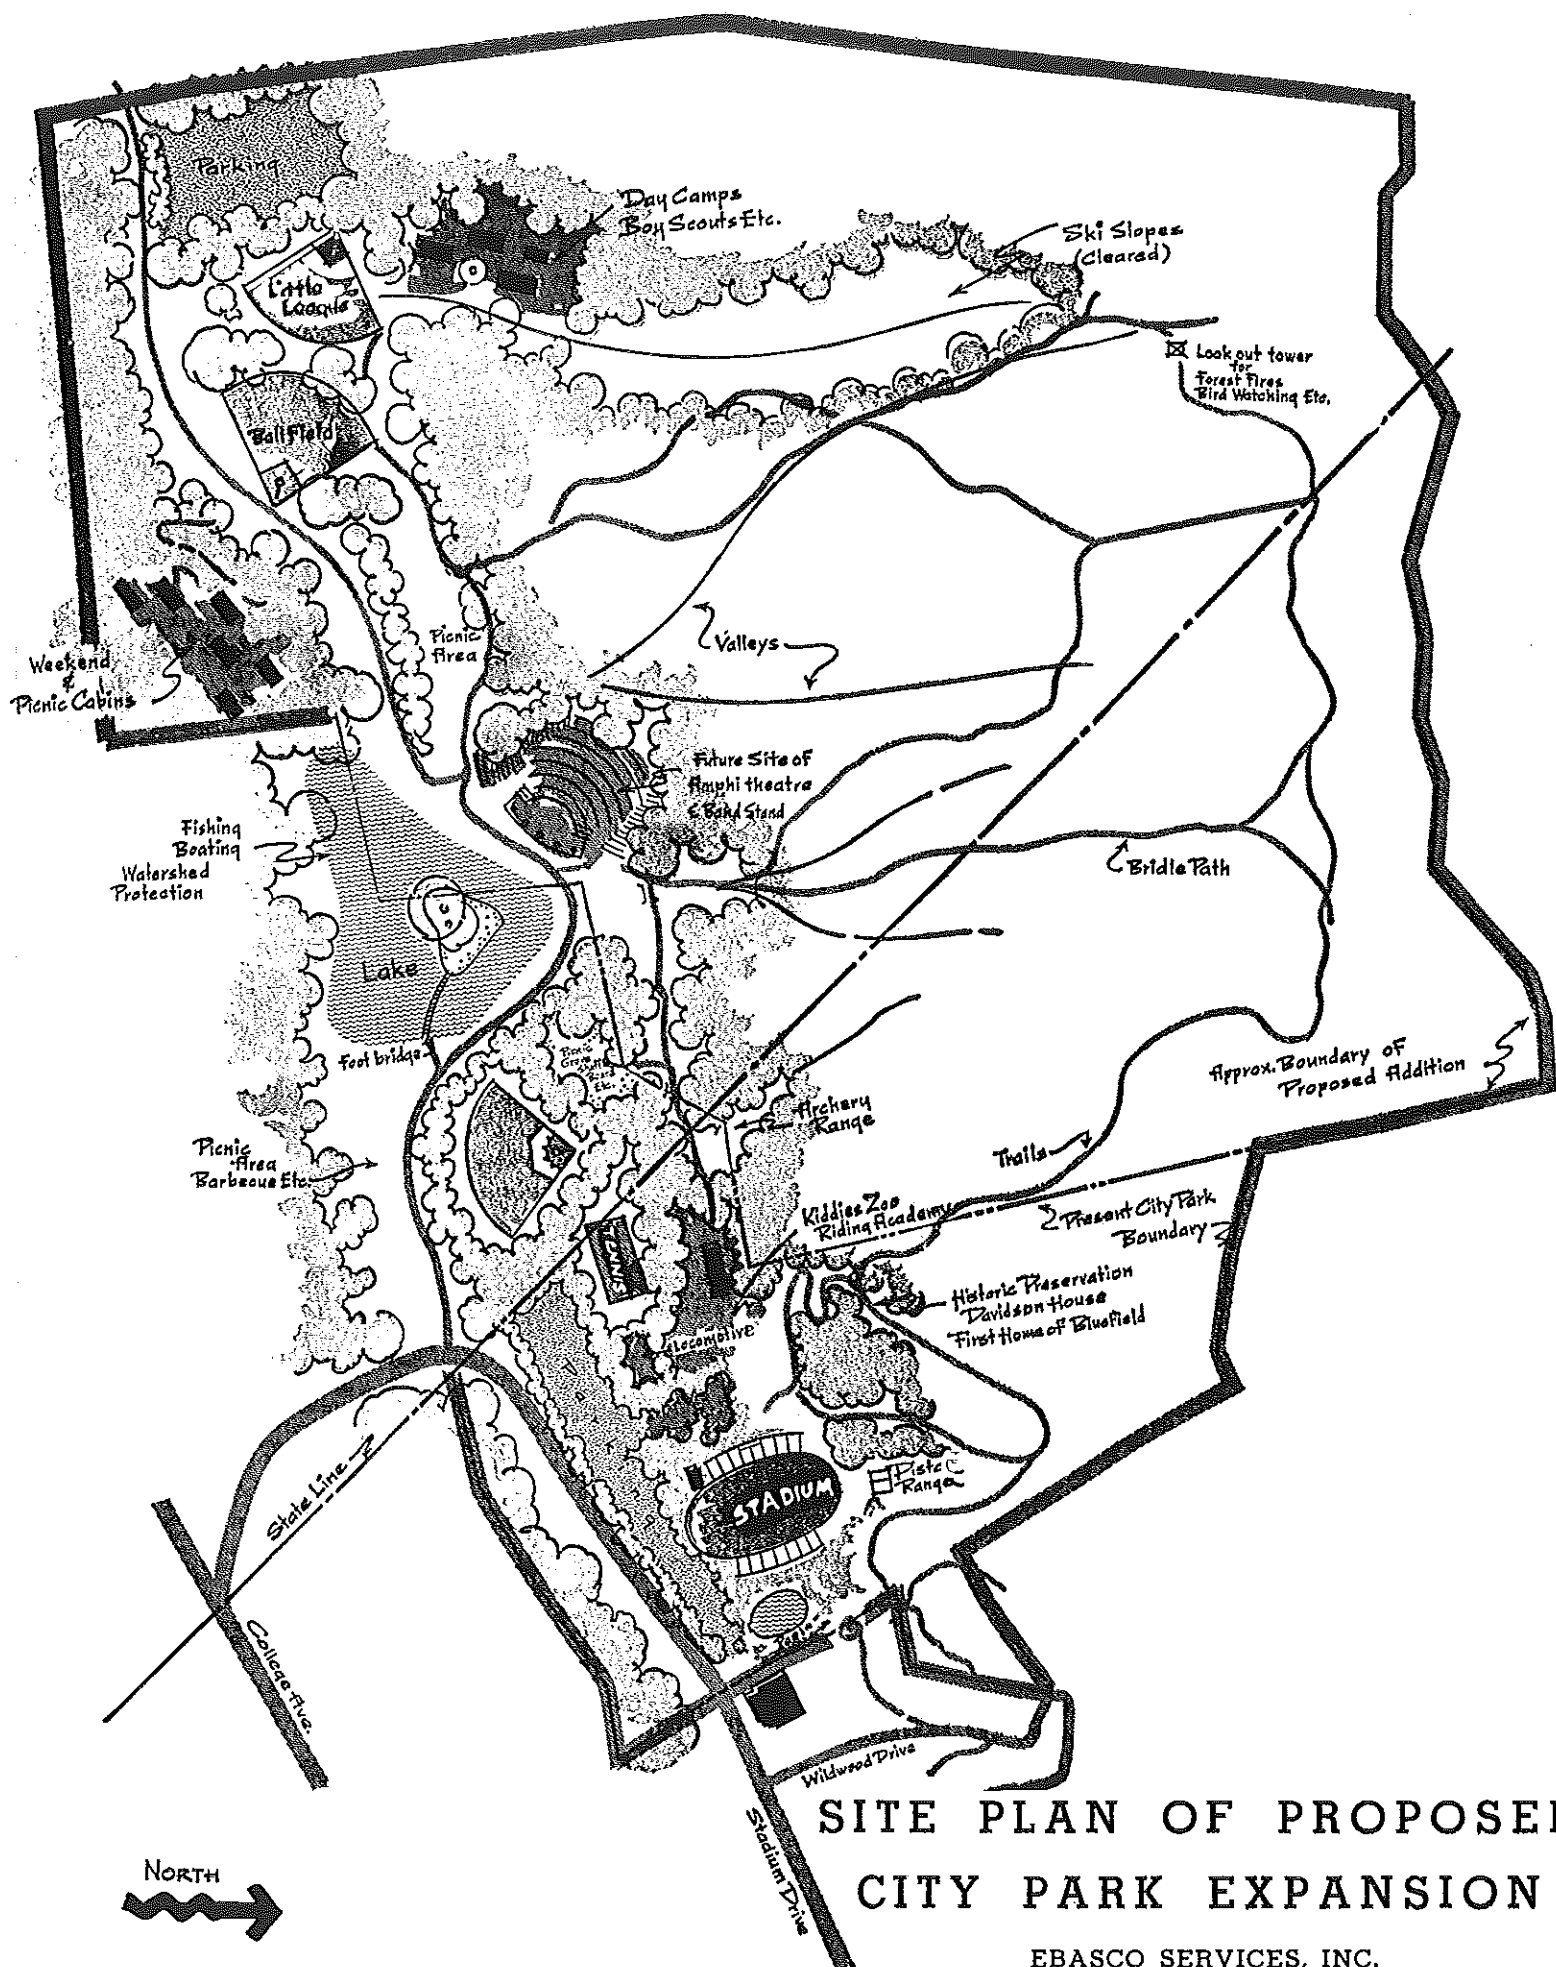 Parking
Day Camps
Boy Scouts Etc.
Ski Slopes
(Cleared)
Little
League
Look out tower
for
Forest Fires
Bird Watching Etc.
Ball Field
Picnic
Area
Valleys
Weekend
&
Picnic Cabins
Future Site of
Amphitheatre
& Band Stand
Fishing
Boating
Watershed
Protection
Bridle Path
Lake
Foot bridge
Picnic
Etc.
Approx. Boundary of
Proposed Addition
Archery
Range
Picnic
Area
Barbecue Etc.
Trails
Kiddies Zoo
Riding Academy
Present City Park
Boundary
TENNIS
Historic Preservation
Davidson House
First Home of Bluefield
Locomotive
State Line
STADIUM
Pistol
Range
College Ave.
Wildwood Drive
Stadium Drive
SITE PLAN OF PROPOSE
CITY PARK EXPANSION
NORTH
EBASCO SERVICES, INC.